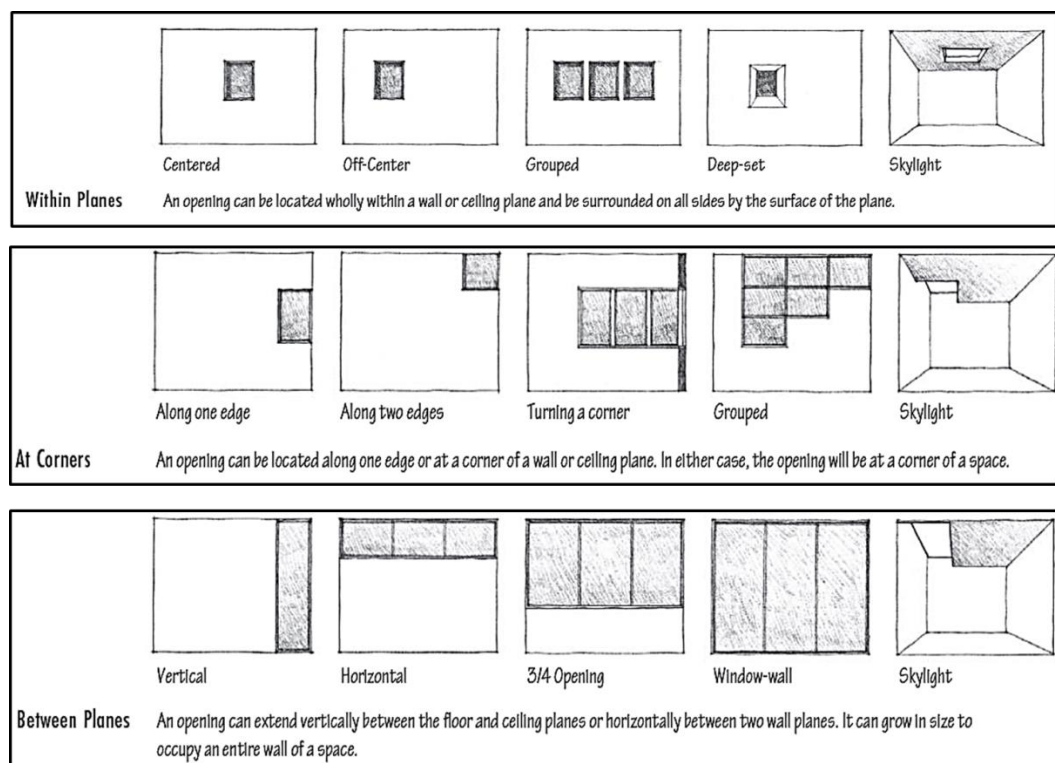 Centered
Off-Center
Grouped
Deep-set
Skylight
Within Planes
An opening can be located wholly within a wall or ceiling plane and be surrounded on all sides by the surface of the plane.
Along one edge
Along two edges
Turning a corner
Grouped
Skylight
At Corners
An opening can be located along one edge or at a corner of a wall or ceiling plane. In either case, the opening will be at a corner of a space.
Vertical
Horizontal
3/4 Opening
Window-wall
Skylight
Between Planes
An opening can extend vertically between the floor and ceiling planes or horizontally between two wall planes. It can grow in size to
occupy an entire wall of a space.